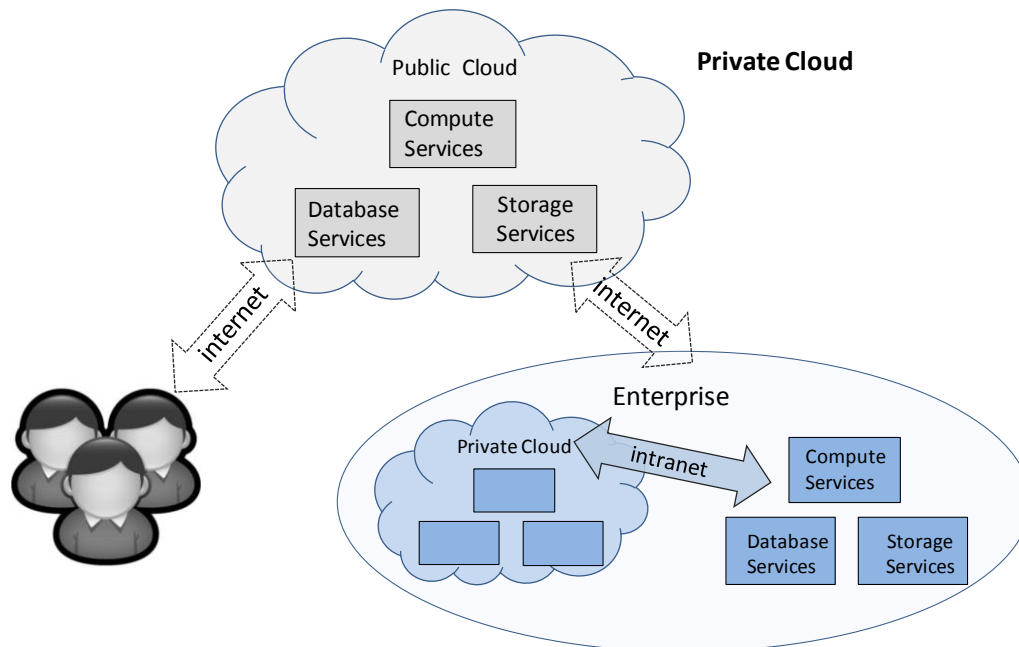 Private Cloud
Public Cloud
Compute
Services
Database
Services
Storage
Services
internet
internet
Enterprise
Private Cloud
intranet
Compute
Services
Database
Services
Storage
Services